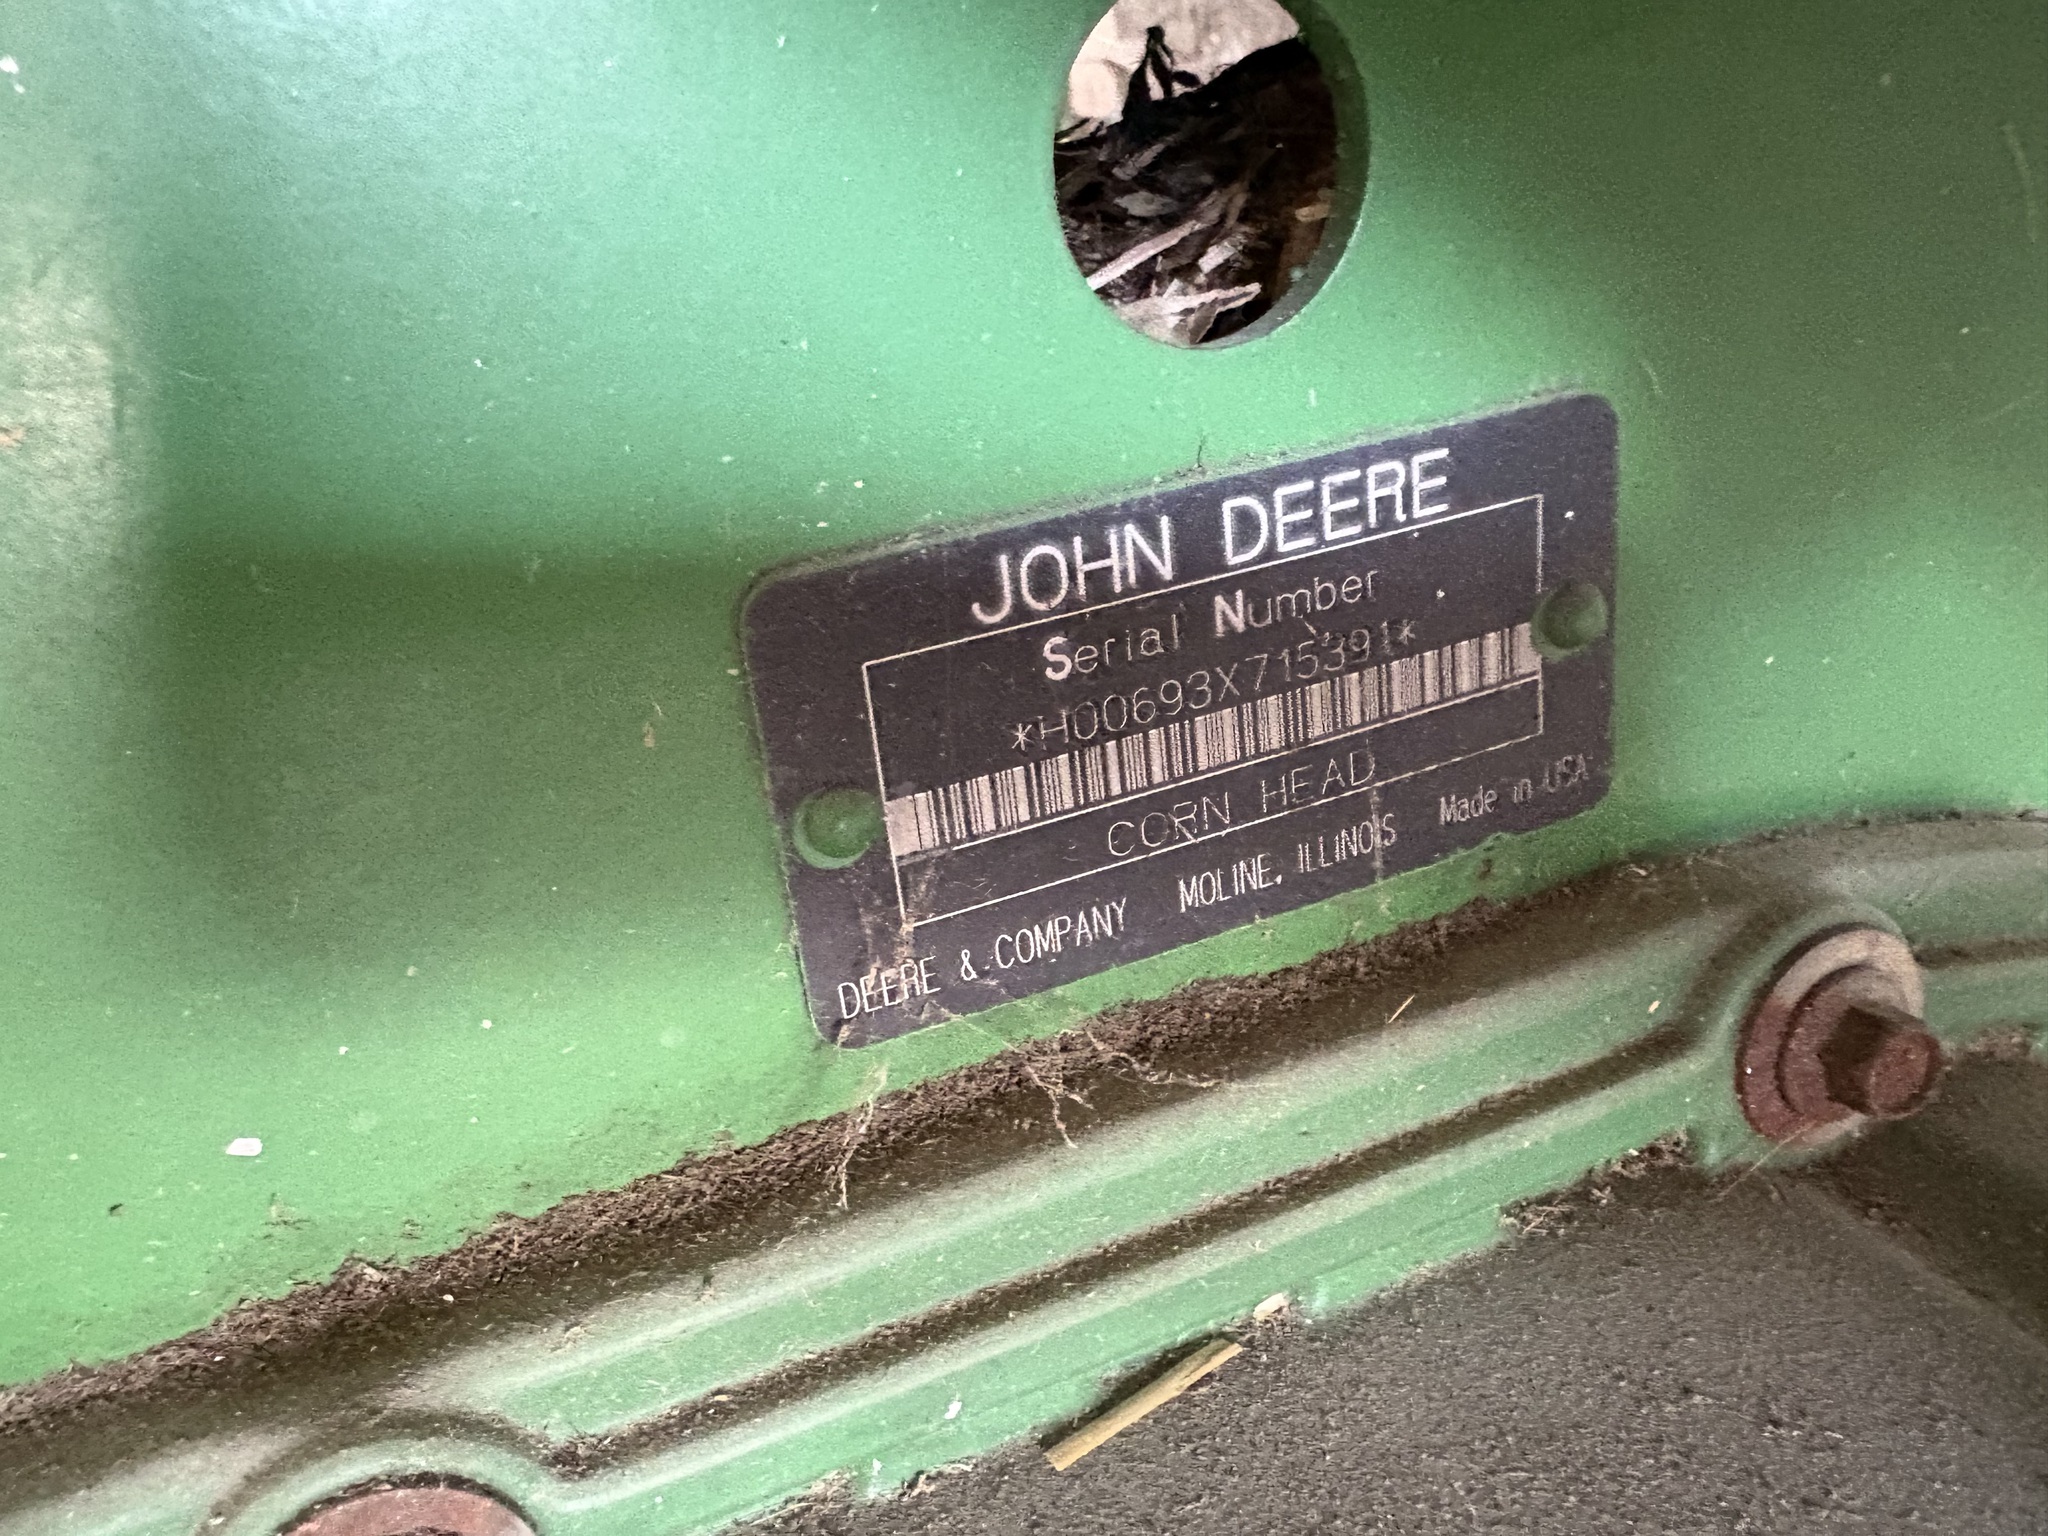 JOHN DEERE
Serial Number
*H00693X715391*
CORN HEAD
DEERE & COMPANY MOLINE, ILLINOIS Made in USA